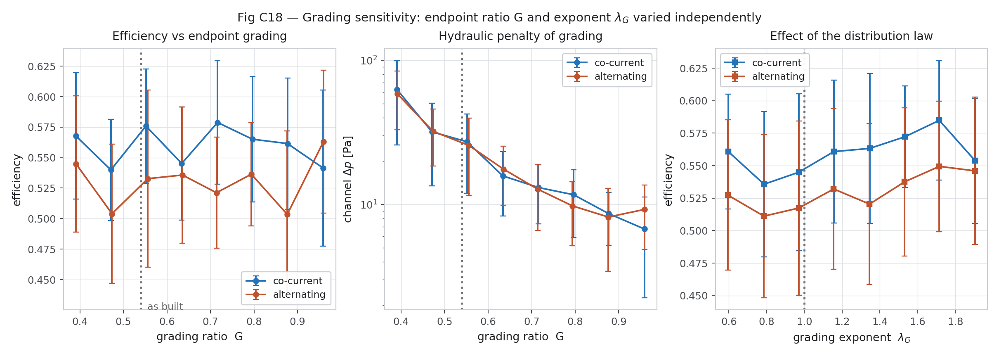 Fig C18 — Grading sensitivity: endpoint ratio G and exponent λ_G varied independently
Efficiency vs endpoint grading
efficiency
0.625
0.600
0.575
0.550
0.525
0.500
0.475
0.450
as built
co-current
alternating
0.4 0.5 0.6 0.7 0.8 0.9
grading ratio G
Hydraulic penalty of grading
channel Δp [Pa]
10²
10¹
co-current
alternating
0.4 0.5 0.6 0.7 0.8 0.9
grading ratio G
Effect of the distribution law
efficiency
0.625
0.600
0.575
0.550
0.525
0.500
0.475
0.450
co-current
alternating
0.6 0.8 1.0 1.2 1.4 1.6 1.8
grading exponent λ_G